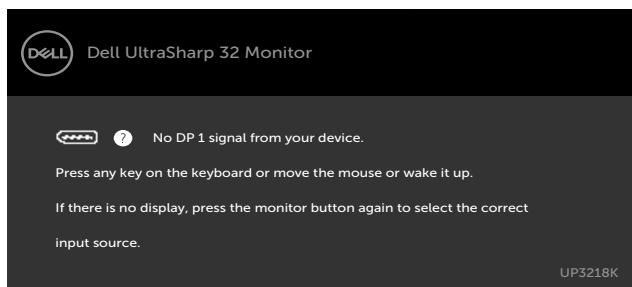 DELL Dell UltraSharp 32 Monitor
? No DP 1 signal from your device.
Press any key on the keyboard or move the mouse or wake it up.
If there is no display, press the monitor button again to select the correct
input source.
UP3218K